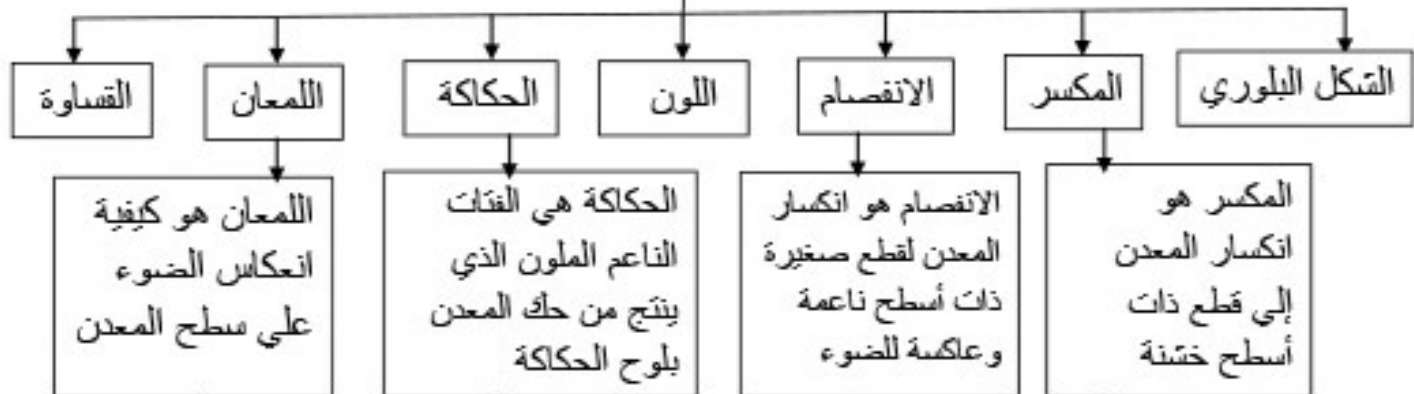 الشكل البلوري
المكسر
الانفصام
اللون
الحكاكة
اللمعان
القساوة
المكسر هو
انكسار المعدن
إلي قطع ذات
أسطح خشنة
الانفصام هو انكسار
المعدن لقطع صغيرة
ذات أسطح ناعمة
وعاكسة للضوء
الحكاكة هي الفتات
الناعم الملون الذي
ينتج من حك المعدن
بلوح الحكاكة
اللمعان هو كيفية
انعكاس الضوء
علي سطح المعدن